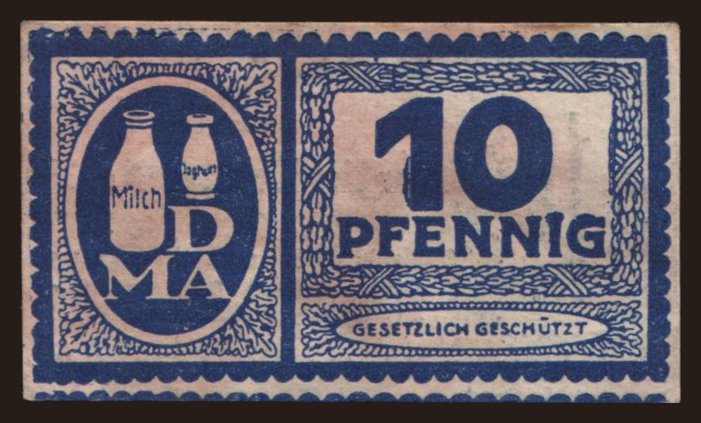 Milch
Joghurt
D
MA
10
PFENNIG
GESETZLICH GESCHÜTZT